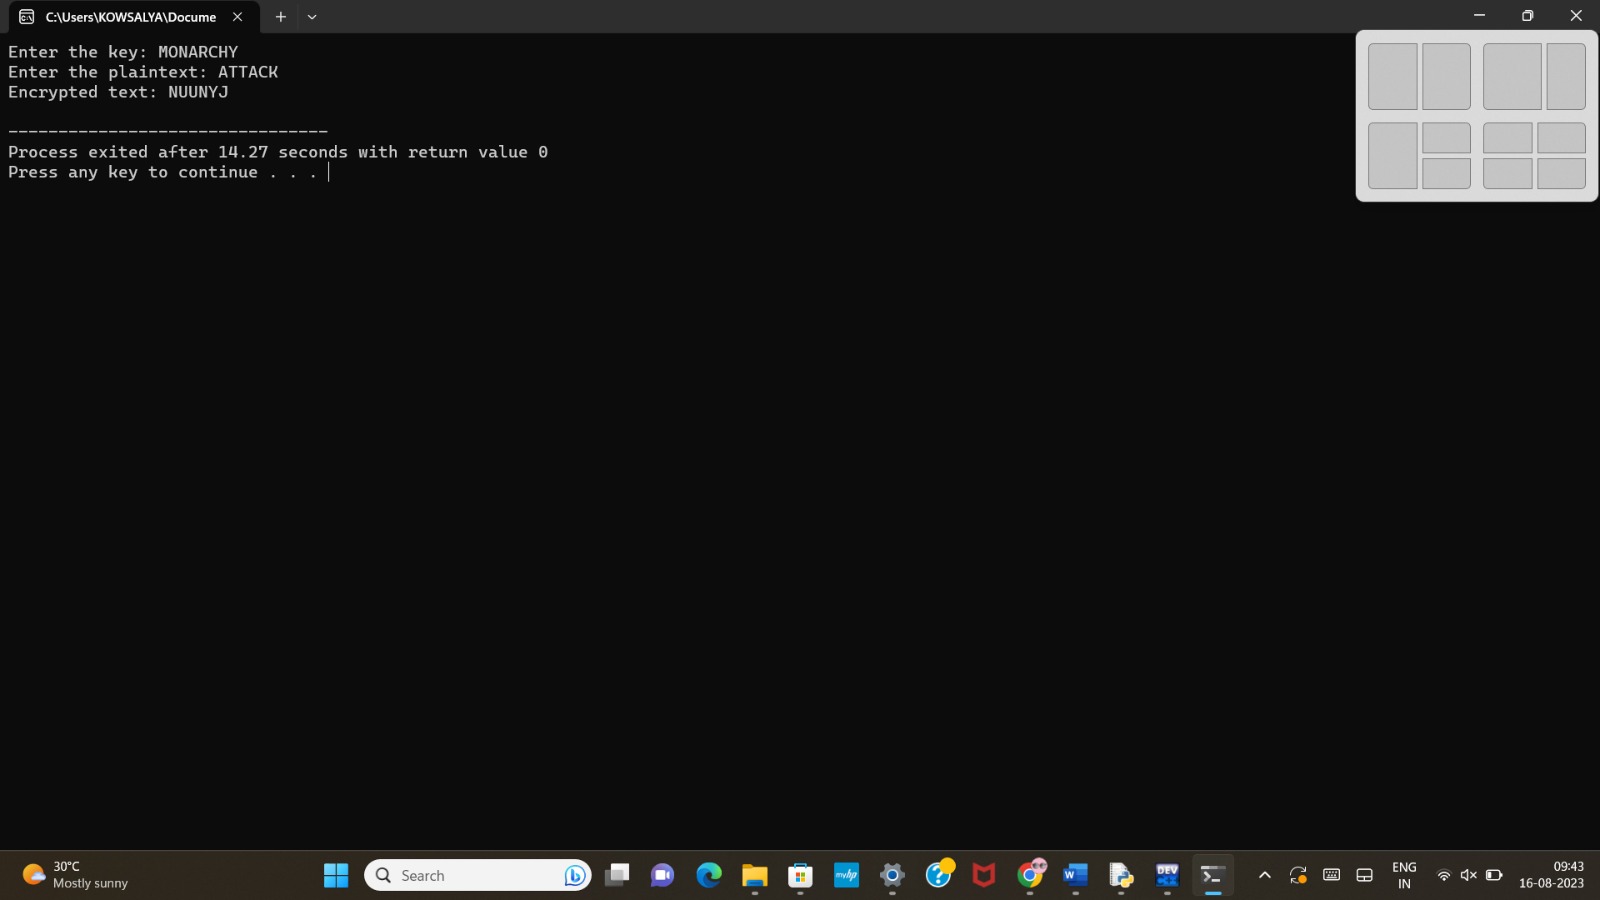 C:\Users\KOWSALYA\Docume
Enter the key: MONARCHY
Enter the plaintext: ATTACK
Encrypted text: NUUNYJ
--------------------------------
Process exited after 14.27 seconds with return value 0
Press any key to continue . . .
30°C
Mostly sunny
Search
myhp
W
DEV
ENG
IN
09:43
16-08-2023